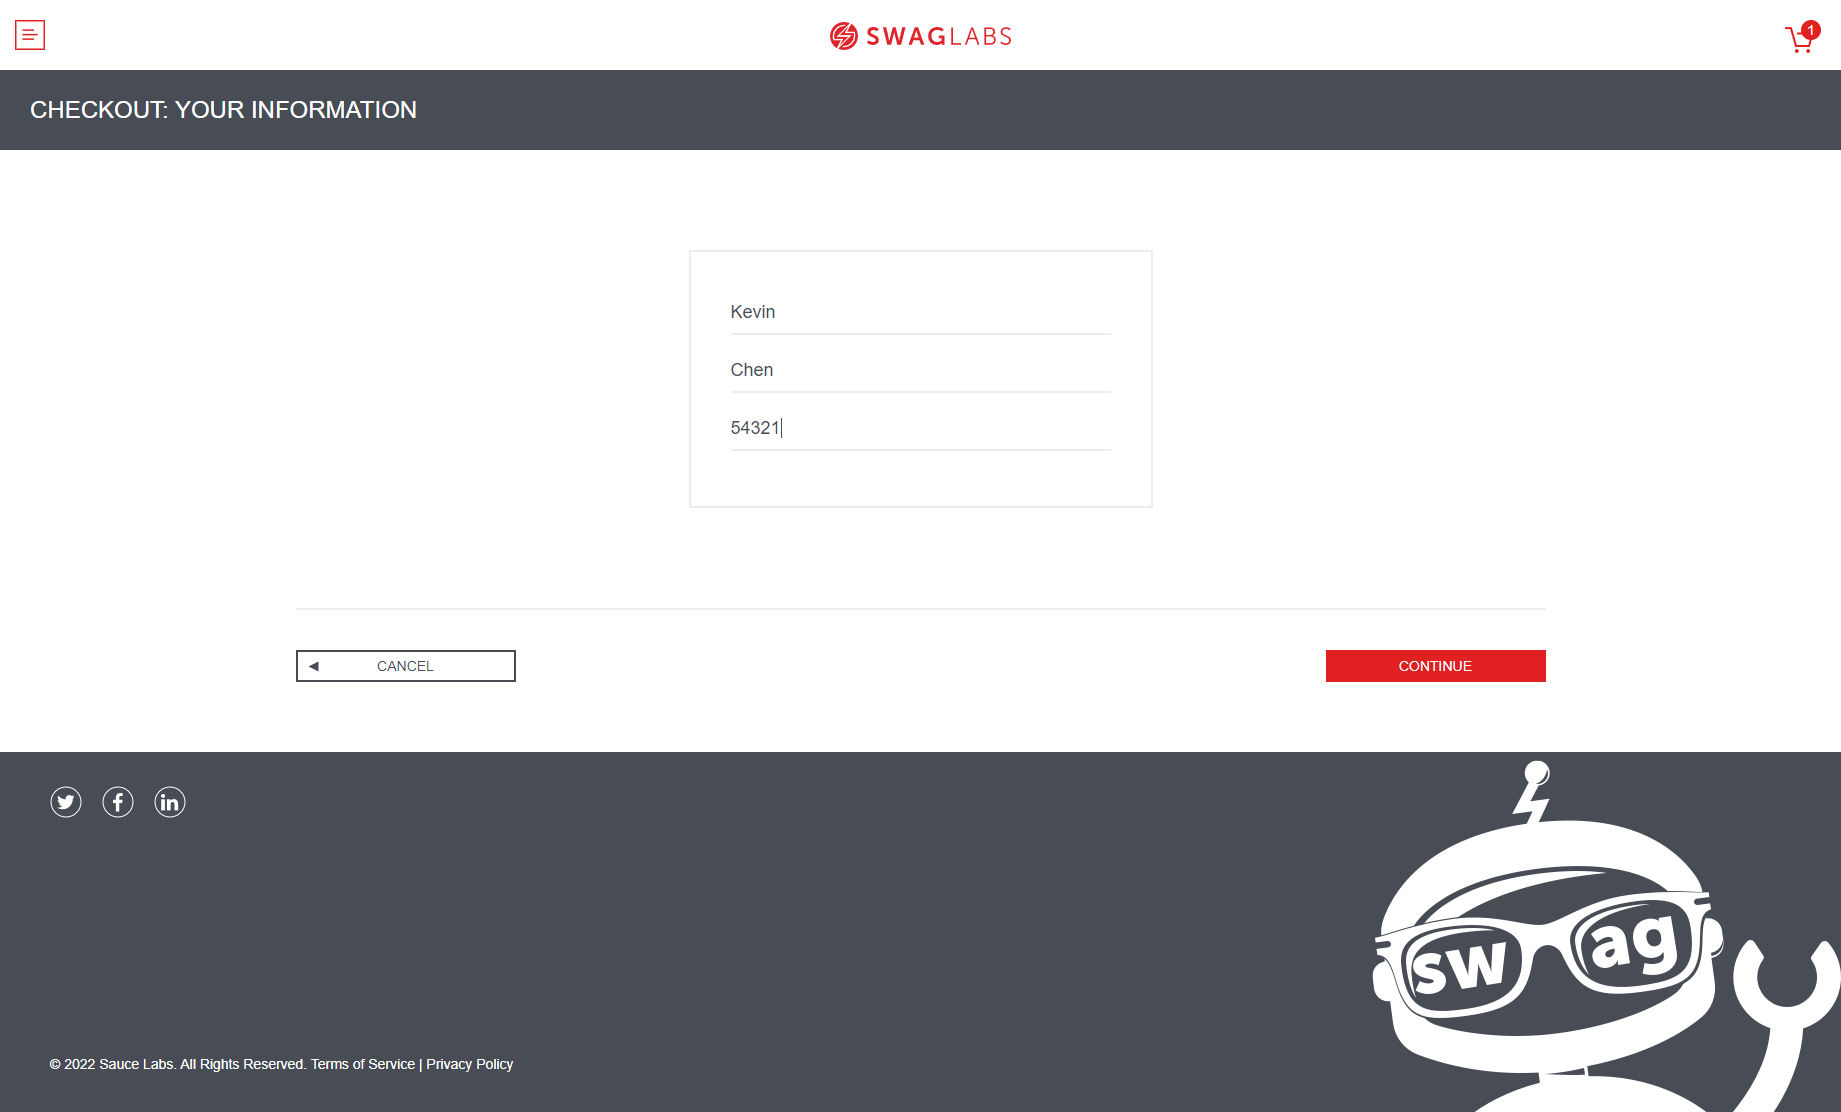 SWAGLABS
1
CHECKOUT: YOUR INFORMATION
Kevin
Chen
54321
CANCEL
CONTINUE
sw ag
© 2022 Sauce Labs. All Rights Reserved. Terms of Service | Privacy Policy